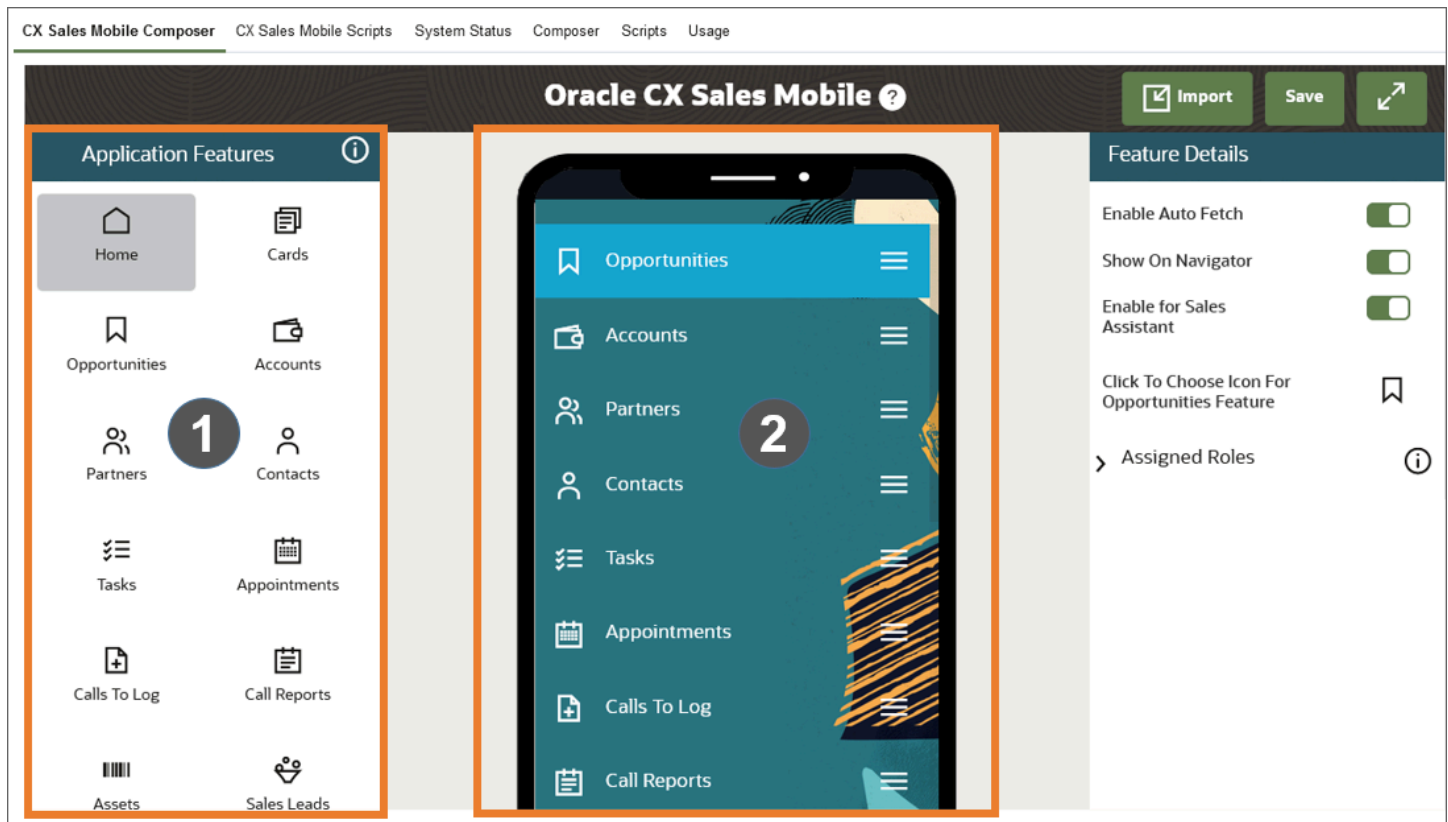 CX Sales Mobile Composer CX Sales Mobile Scripts System Status Composer Scripts Usage
Oracle CX Sales Mobile ?
Import Save
Application Features i
Home Cards
Opportunities Accounts
1
Partners Contacts
Tasks Appointments
Calls To Log Call Reports
Assets Sales Leads
Opportunities
Accounts
Partners
2
Contacts
Tasks
Appointments
Calls To Log
Call Reports
Feature Details
Enable Auto Fetch
Show On Navigator
Enable for Sales
Assistant
Click To Choose Icon For
Opportunities Feature
Assigned Roles i